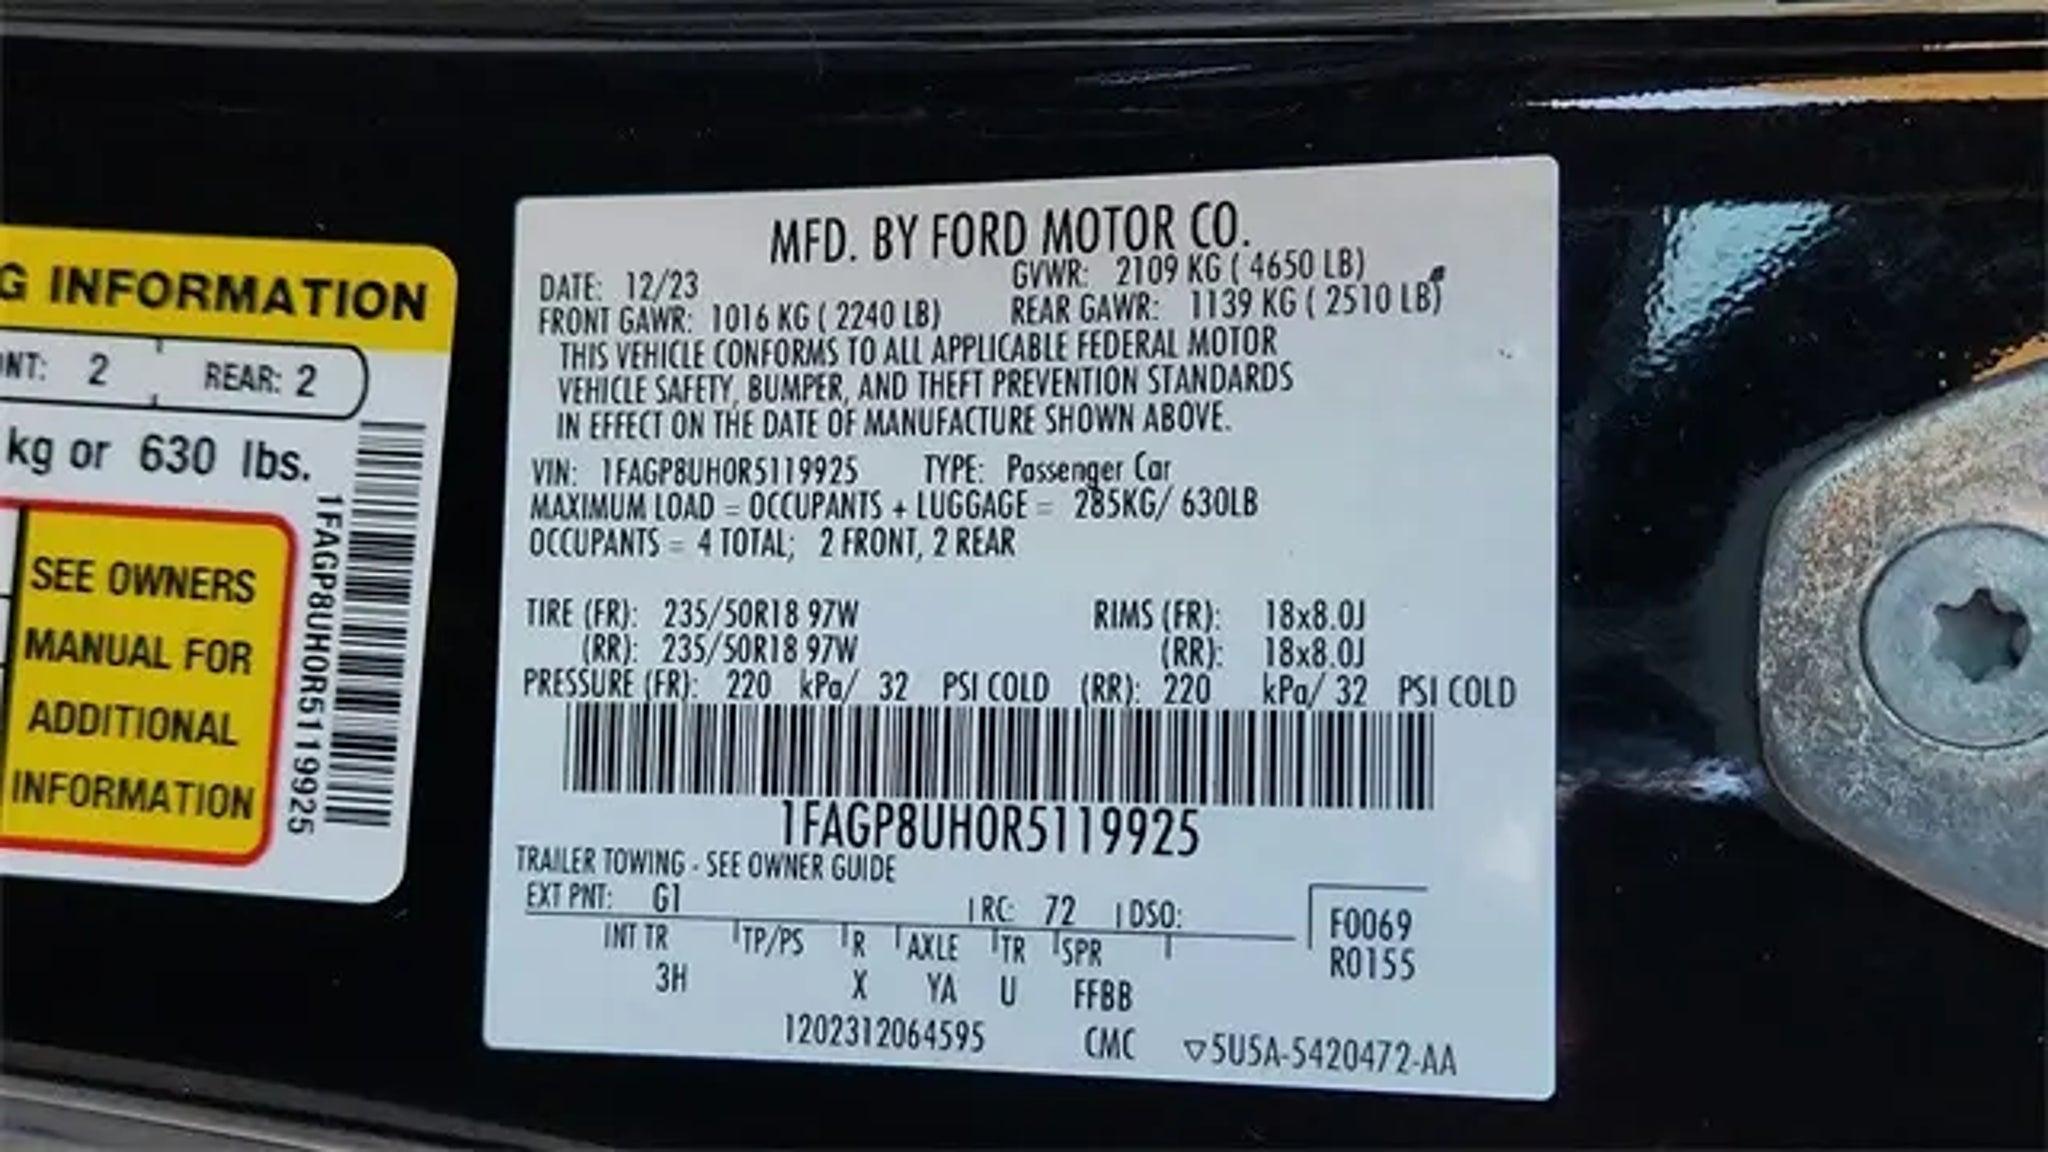 G INFORMATION
NT: 2 REAR: 2
kg or 630 lbs.
SEE OWNERS
MANUAL FOR
ADDITIONAL
INFORMATION
1FAGP8UH0R5119925
MFD. BY FORD MOTOR CO.
DATE: 12/23 GVWR: 2109 KG ( 4650 LB)
FRONT GAWR: 1016 KG ( 2240 LB) REAR GAWR: 1139 KG ( 2510 LB)
THIS VEHICLE CONFORMS TO ALL APPLICABLE FEDERAL MOTOR
VEHICLE SAFETY, BUMPER, AND THEFT PREVENTION STANDARDS
IN EFFECT ON THE DATE OF MANUFACTURE SHOWN ABOVE.
VIN: 1FAGP8UH0R5119925 TYPE: Passenger Car
MAXIMUM LOAD = OCCUPANTS + LUGGAGE = 285KG/ 630LB
OCCUPANTS = 4 TOTAL; 2 FRONT, 2 REAR
TIRE (FR): 235/50R18 97W RIMS (FR): 18x8.0J
(RR): 235/50R18 97W (RR): 18x8.0J
PRESSURE (FR): 220 kPa/ 32 PSI COLD (RR): 220 kPa/ 32 PSI COLD
1FAGP8UH0R5119925
TRAILER TOWING - SEE OWNER GUIDE
EXT PNT: G1 RC: 72 DSO: F0069
INT TR TP/PS R AXLE TR SPR R0155
3H X YA U FFBB
1202312064595 CMC ▽5U5A-5420472-AA